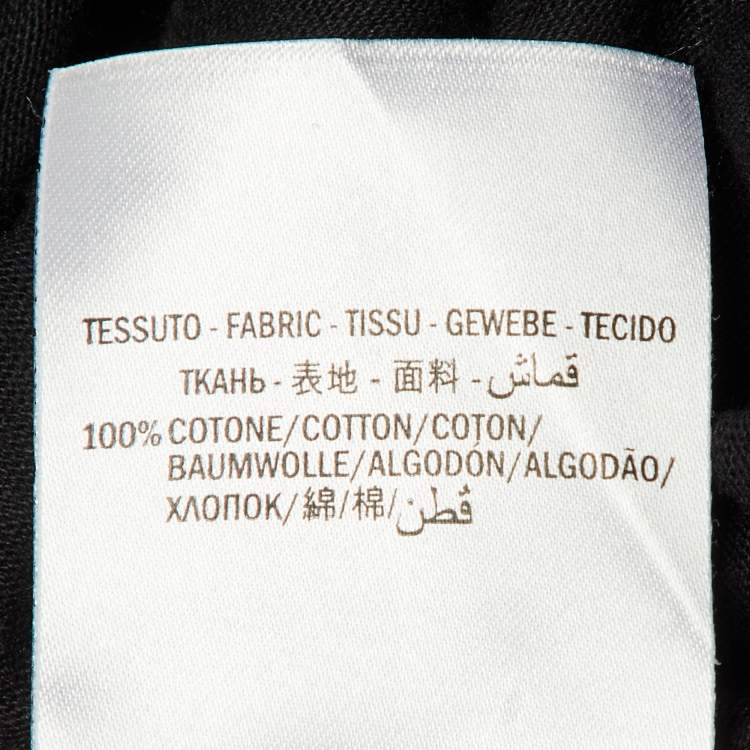 TESSUTO - FABRIC - TISSU - GEWEBE - TECIDO
ТКАНЬ - 表地 - 面料 - قماش
100% COTONE/COTTON/COTON/
BAUMWOLLE/ALGODÓN/ALGODÃO/
ХЛОПОК/綿/棉/قطن